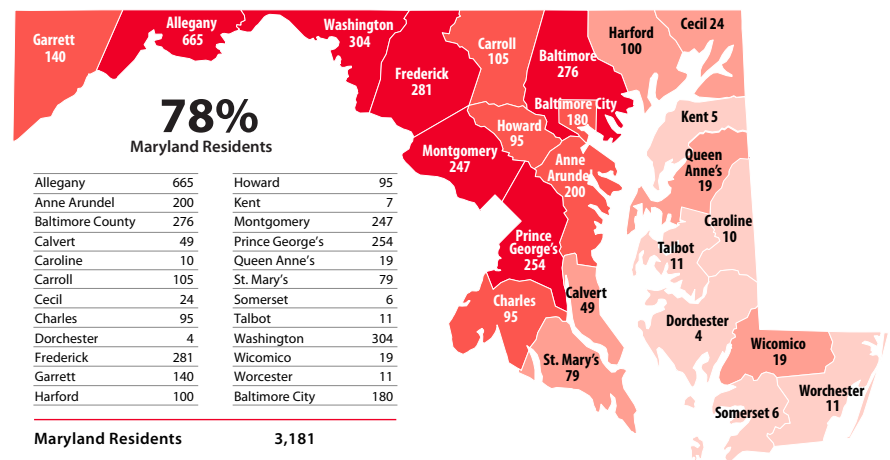 Garrett
140
Allegany
665
Washington
304
Frederick
281
Carroll
105
Baltimore
276
Harford
100
Cecil 24
Baltimore City
180
Howard
95
Montgomery
247
Anne
Arundel
200
Kent 5
Queen
Anne's
19
Caroline
10
Talbot
11
Prince
George's
254
Charles
95
Calvert
49
St. Mary's
79
Dorchester
4
Wicomico
19
Worchester
11
Somerset 6
78%
Maryland Residents
Allegany 665 Howard 95
Anne Arundel 200 Kent 7
Baltimore County 276 Montgomery 247
Calvert 49 Prince George's 254
Caroline 10 Queen Anne's 19
Carroll 105 St. Mary's 79
Cecil 24 Somerset 6
Charles 95 Talbot 11
Dorchester 4 Washington 304
Frederick 281 Wicomico 19
Garrett 140 Worcester 11
Harford 100 Baltimore City 180
Maryland Residents 3,181